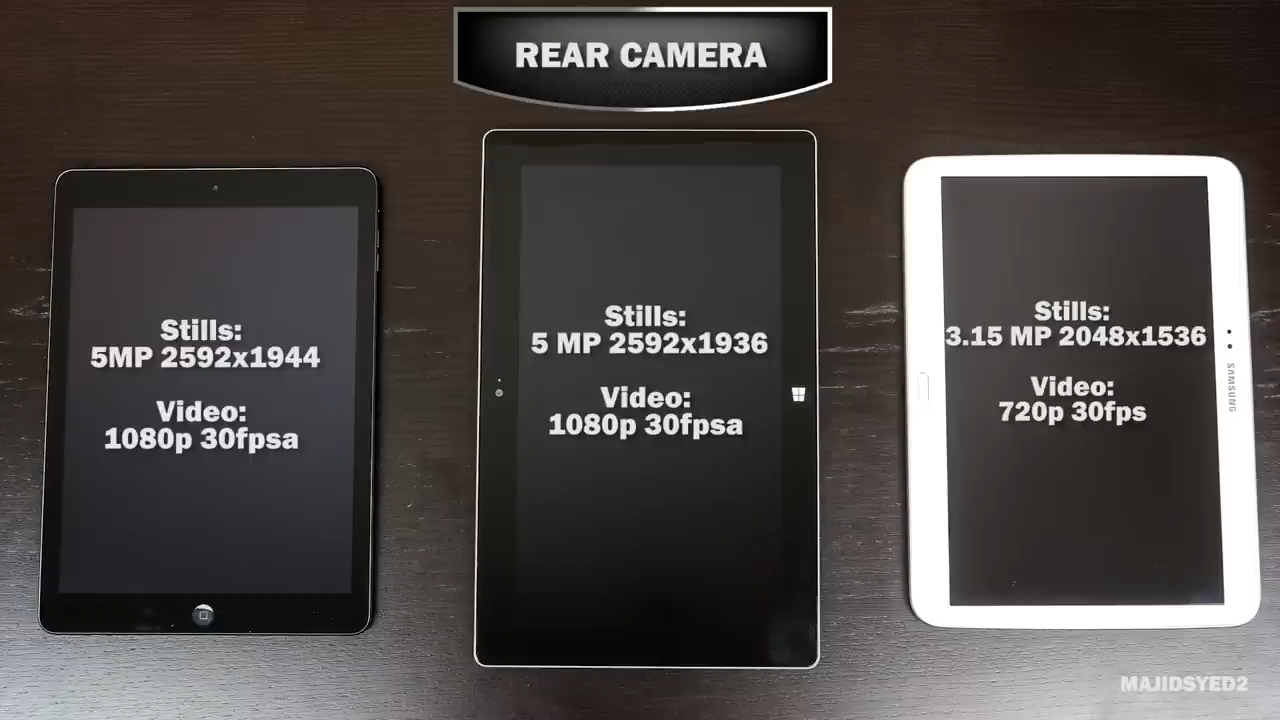 REAR CAMERA
Stills:
5MP 2592x1944
Video:
1080p 30fpsa
Stills:
5 MP 2592x1936
Video:
1080p 30fpsa
Stills:
3.15 MP 2048x1536
Video:
720p 30fps
SAMSUNG
MAJIDSYED2